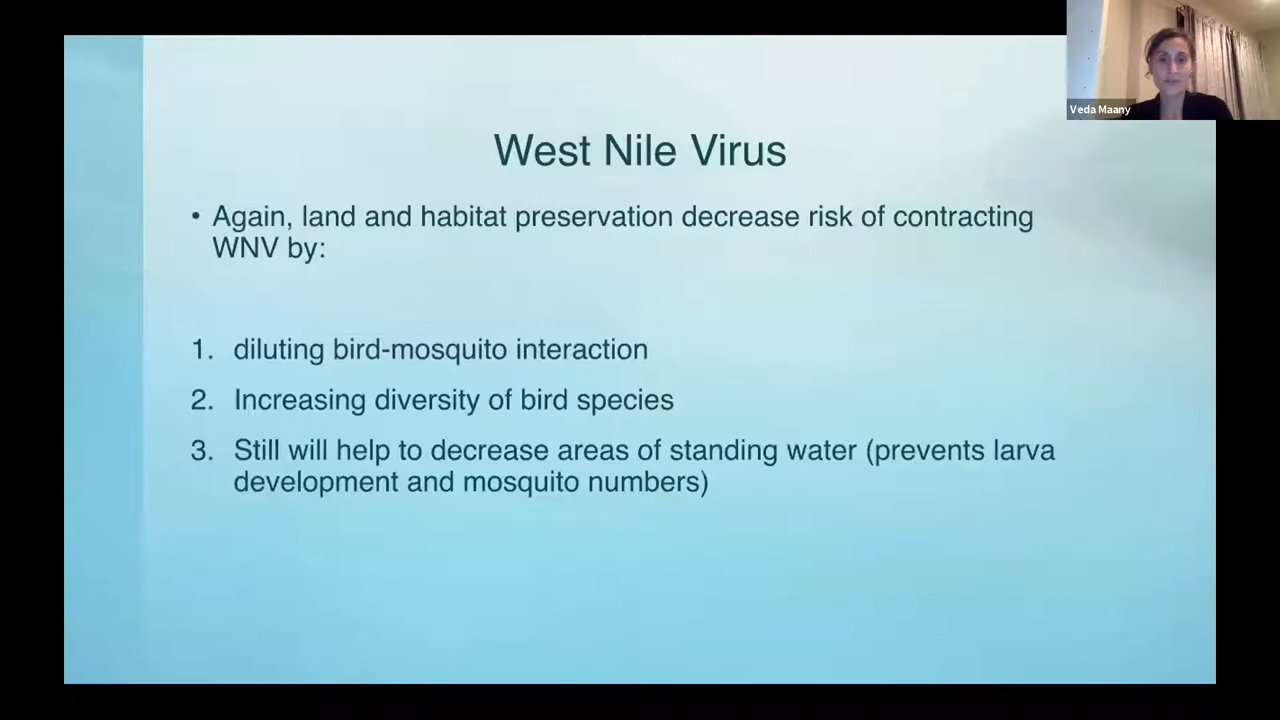 Veda Maany
West Nile Virus
• Again, land and habitat preservation decrease risk of contracting
WNV by:
1. diluting bird-mosquito interaction
2. Increasing diversity of bird species
3. Still will help to decrease areas of standing water (prevents larva
development and mosquito numbers)